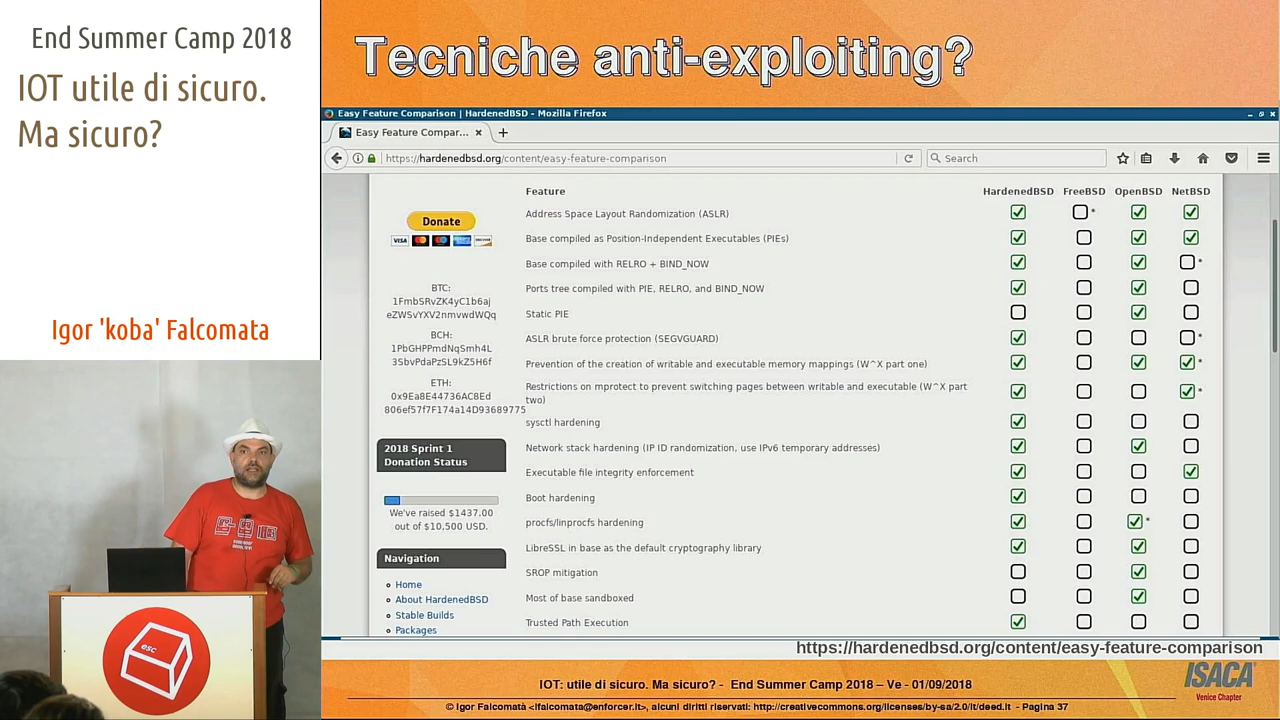 End Summer Camp 2018
IOT utile di sicuro.
Ma sicuro?
Igor 'koba' Falcomata
esc
Tecniche anti-exploiting?
Easy Feature Comparison | HardenedBSD - Mozilla Firefox
Easy Feature Compar...
https://hardenedbsd.org/content/easy-feature-comparison
Search
Donate
VISA
DISCOVER
BTC:
1FmbSRvZK4yC1b6aj
eZWSvYXV2nmvwdWQq
BCH:
1PbGHPPmdNqSmh4L
3SbvPdaPzSL9kZ5H6f
ETH:
0x9Ea8E44736AC8Ed
806ef57f7F174a14D93689775
2018 Sprint 1
Donation Status
We've raised $1437.00
out of $10,500 USD.
Navigation
Home
About HardenedBSD
Stable Builds
Packages
Feature HardenedBSD FreeBSD OpenBSD NetBSD
Address Space Layout Randomization (ASLR) *
Base compiled as Position-Independent Executables (PIEs)
Base compiled with RELRO + BIND_NOW *
Ports tree compiled with PIE, RELRO, and BIND_NOW
Static PIE
ASLR brute force protection (SEGVGUARD) *
Prevention of the creation of writable and executable memory mappings (W^X part one) *
Restrictions on mprotect to prevent switching pages between writable and executable (W^X part
two) *
sysctl hardening
Network stack hardening (IP ID randomization, use IPv6 temporary addresses)
Executable file integrity enforcement
Boot hardening
procfs/linprocfs hardening *
LibreSSL in base as the default cryptography library
SROP mitigation
Most of base sandboxed
Trusted Path Execution
https://hardenedbsd.org/content/easy-feature-comparison
IOT: utile di sicuro. Ma sicuro? - End Summer Camp 2018 – Ve - 01/09/2018
© Igor Falcomatà <ifalcomata@enforcer.it>, alcuni diritti riservati: http://creativecommons.org/licenses/by-sa/2.0/it/deed.it - Pagina 37
ISACA
Venice Chapter